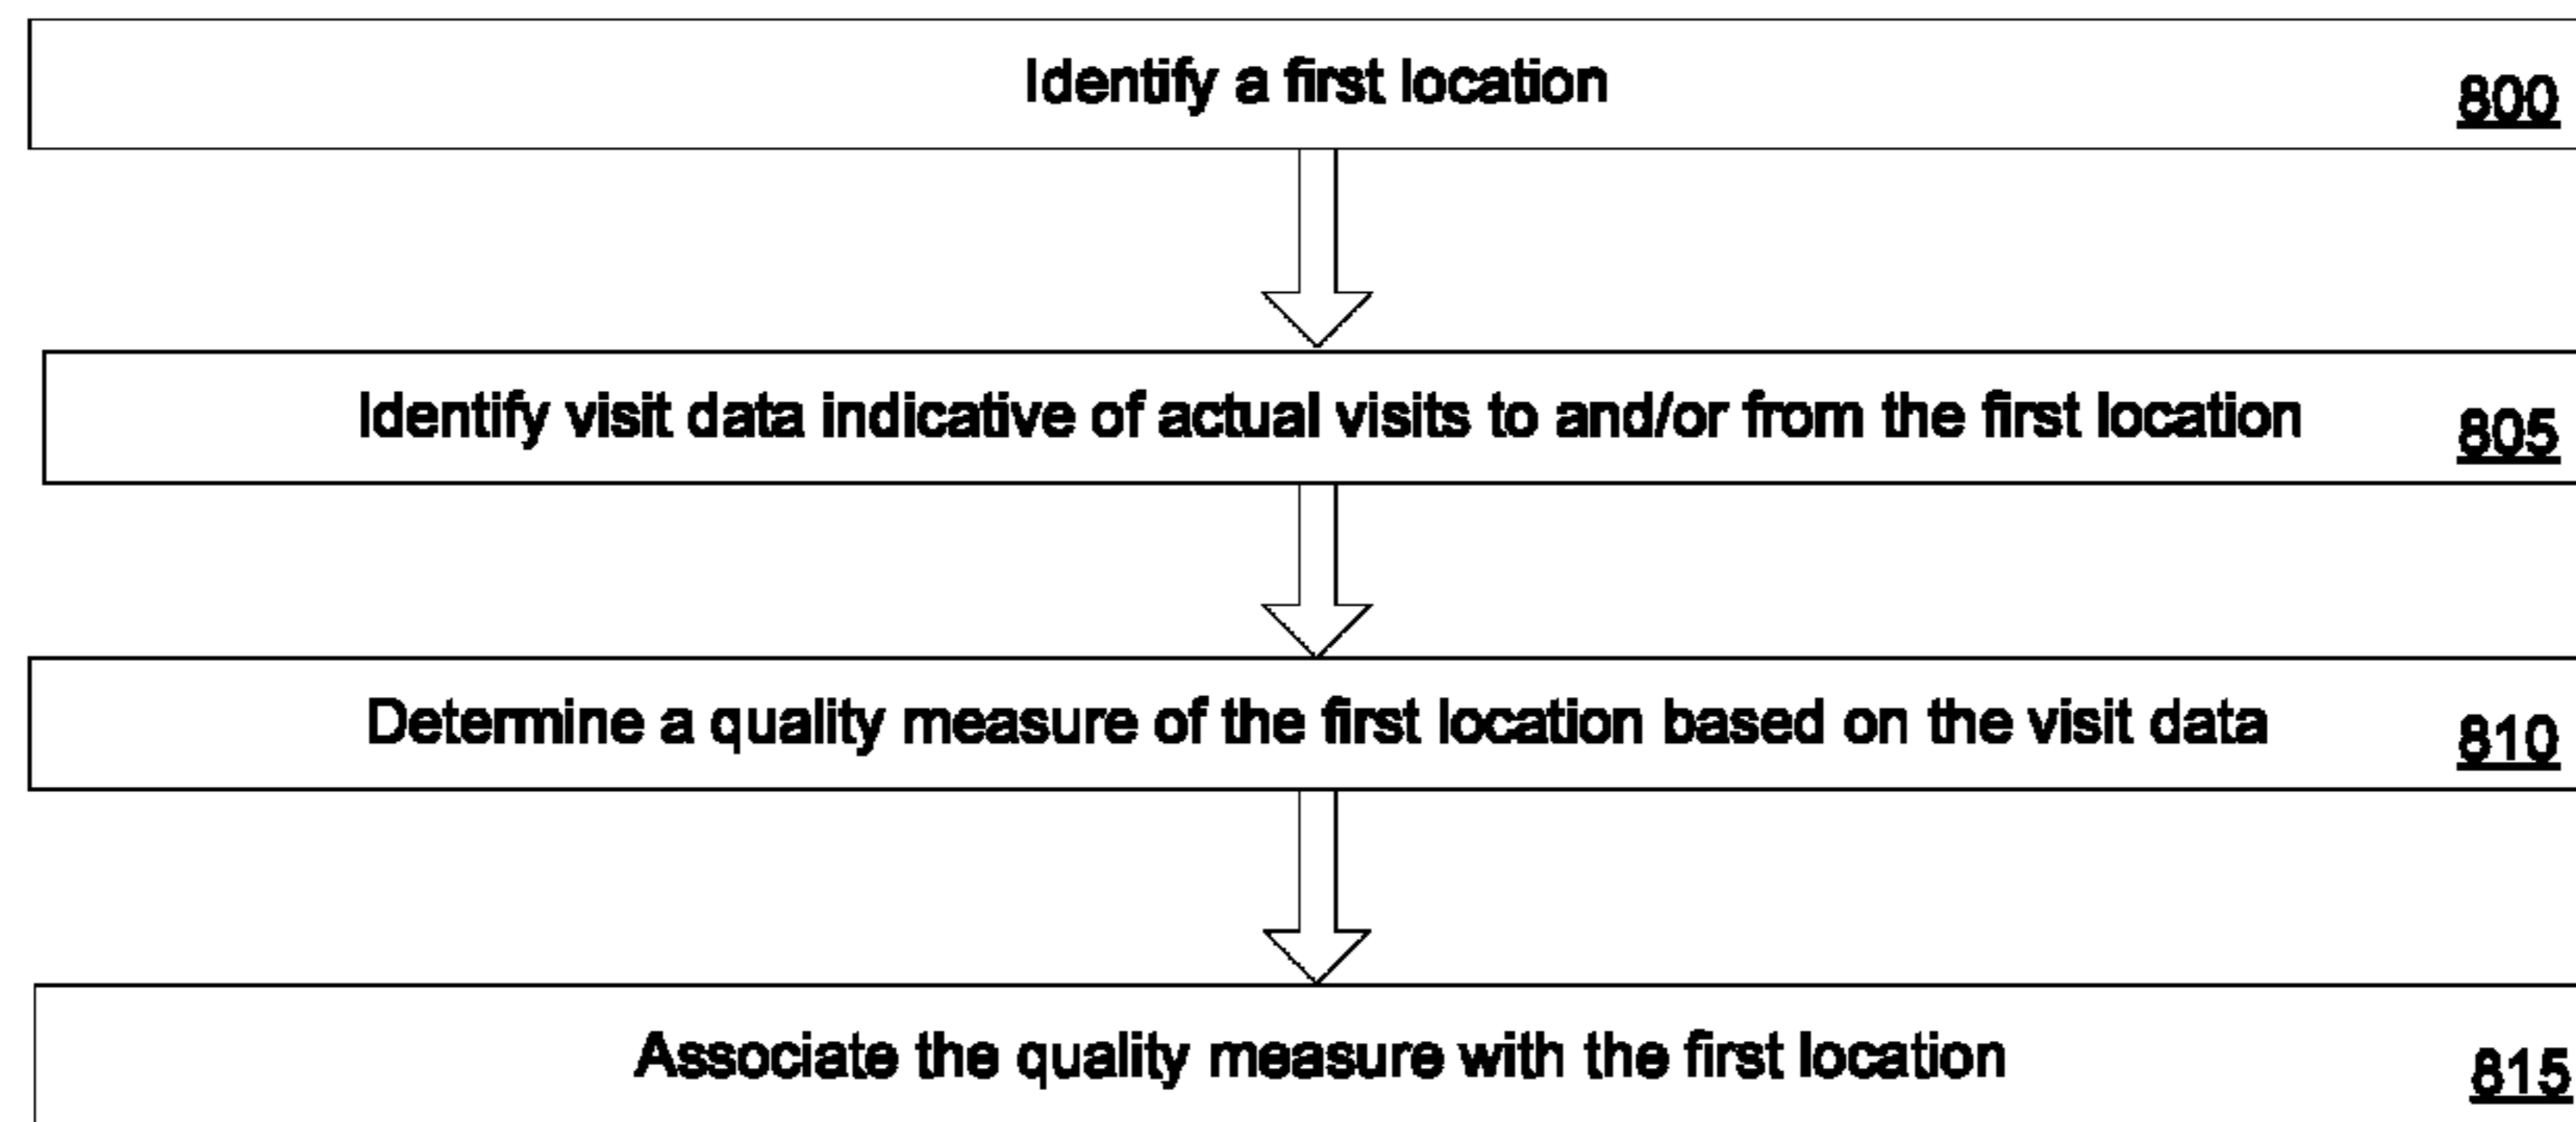 Identify a first location 800
Identify visit data indicative of actual visits to and/or from the first location 805
Determine a quality measure of the first location based on the visit data 810
Associate the quality measure with the first location 815